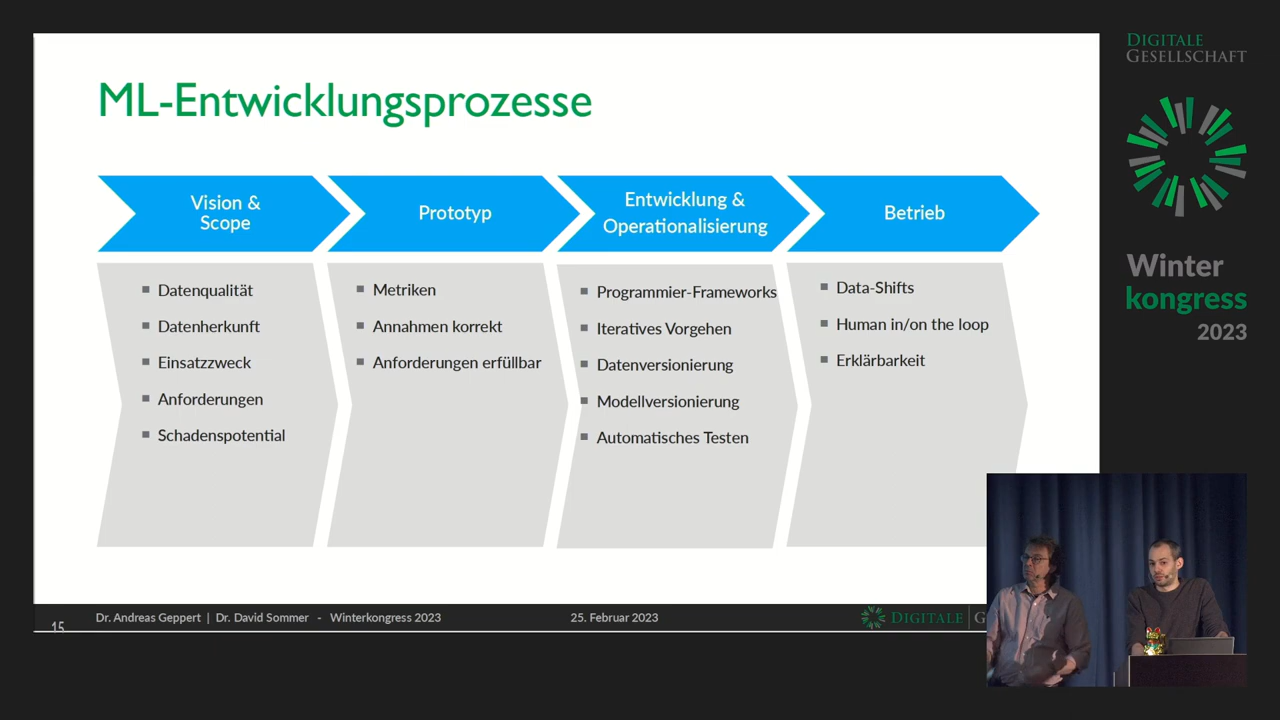 DIGITALE
GESELLSCHAFT
ML-Entwicklungsprozesse
Vision &
Scope
Prototyp
Entwicklung &
Operationalisierung
Betrieb
Datenqualität
Datenherkunft
Einsatzzweck
Anforderungen
Schadenspotential
Metriken
Annahmen korrekt
Anforderungen erfüllbar
Programmier-Frameworks
Iteratives Vorgehen
Datenversionierung
Modellversionierung
Automatisches Testen
Data-Shifts
Human in/on the loop
Erklärbarkeit
Winter
kongress
2023
15
Dr. Andreas Geppert | Dr. David Sommer - Winterkongress 2023
25. Februar 2023
DIGITALE G